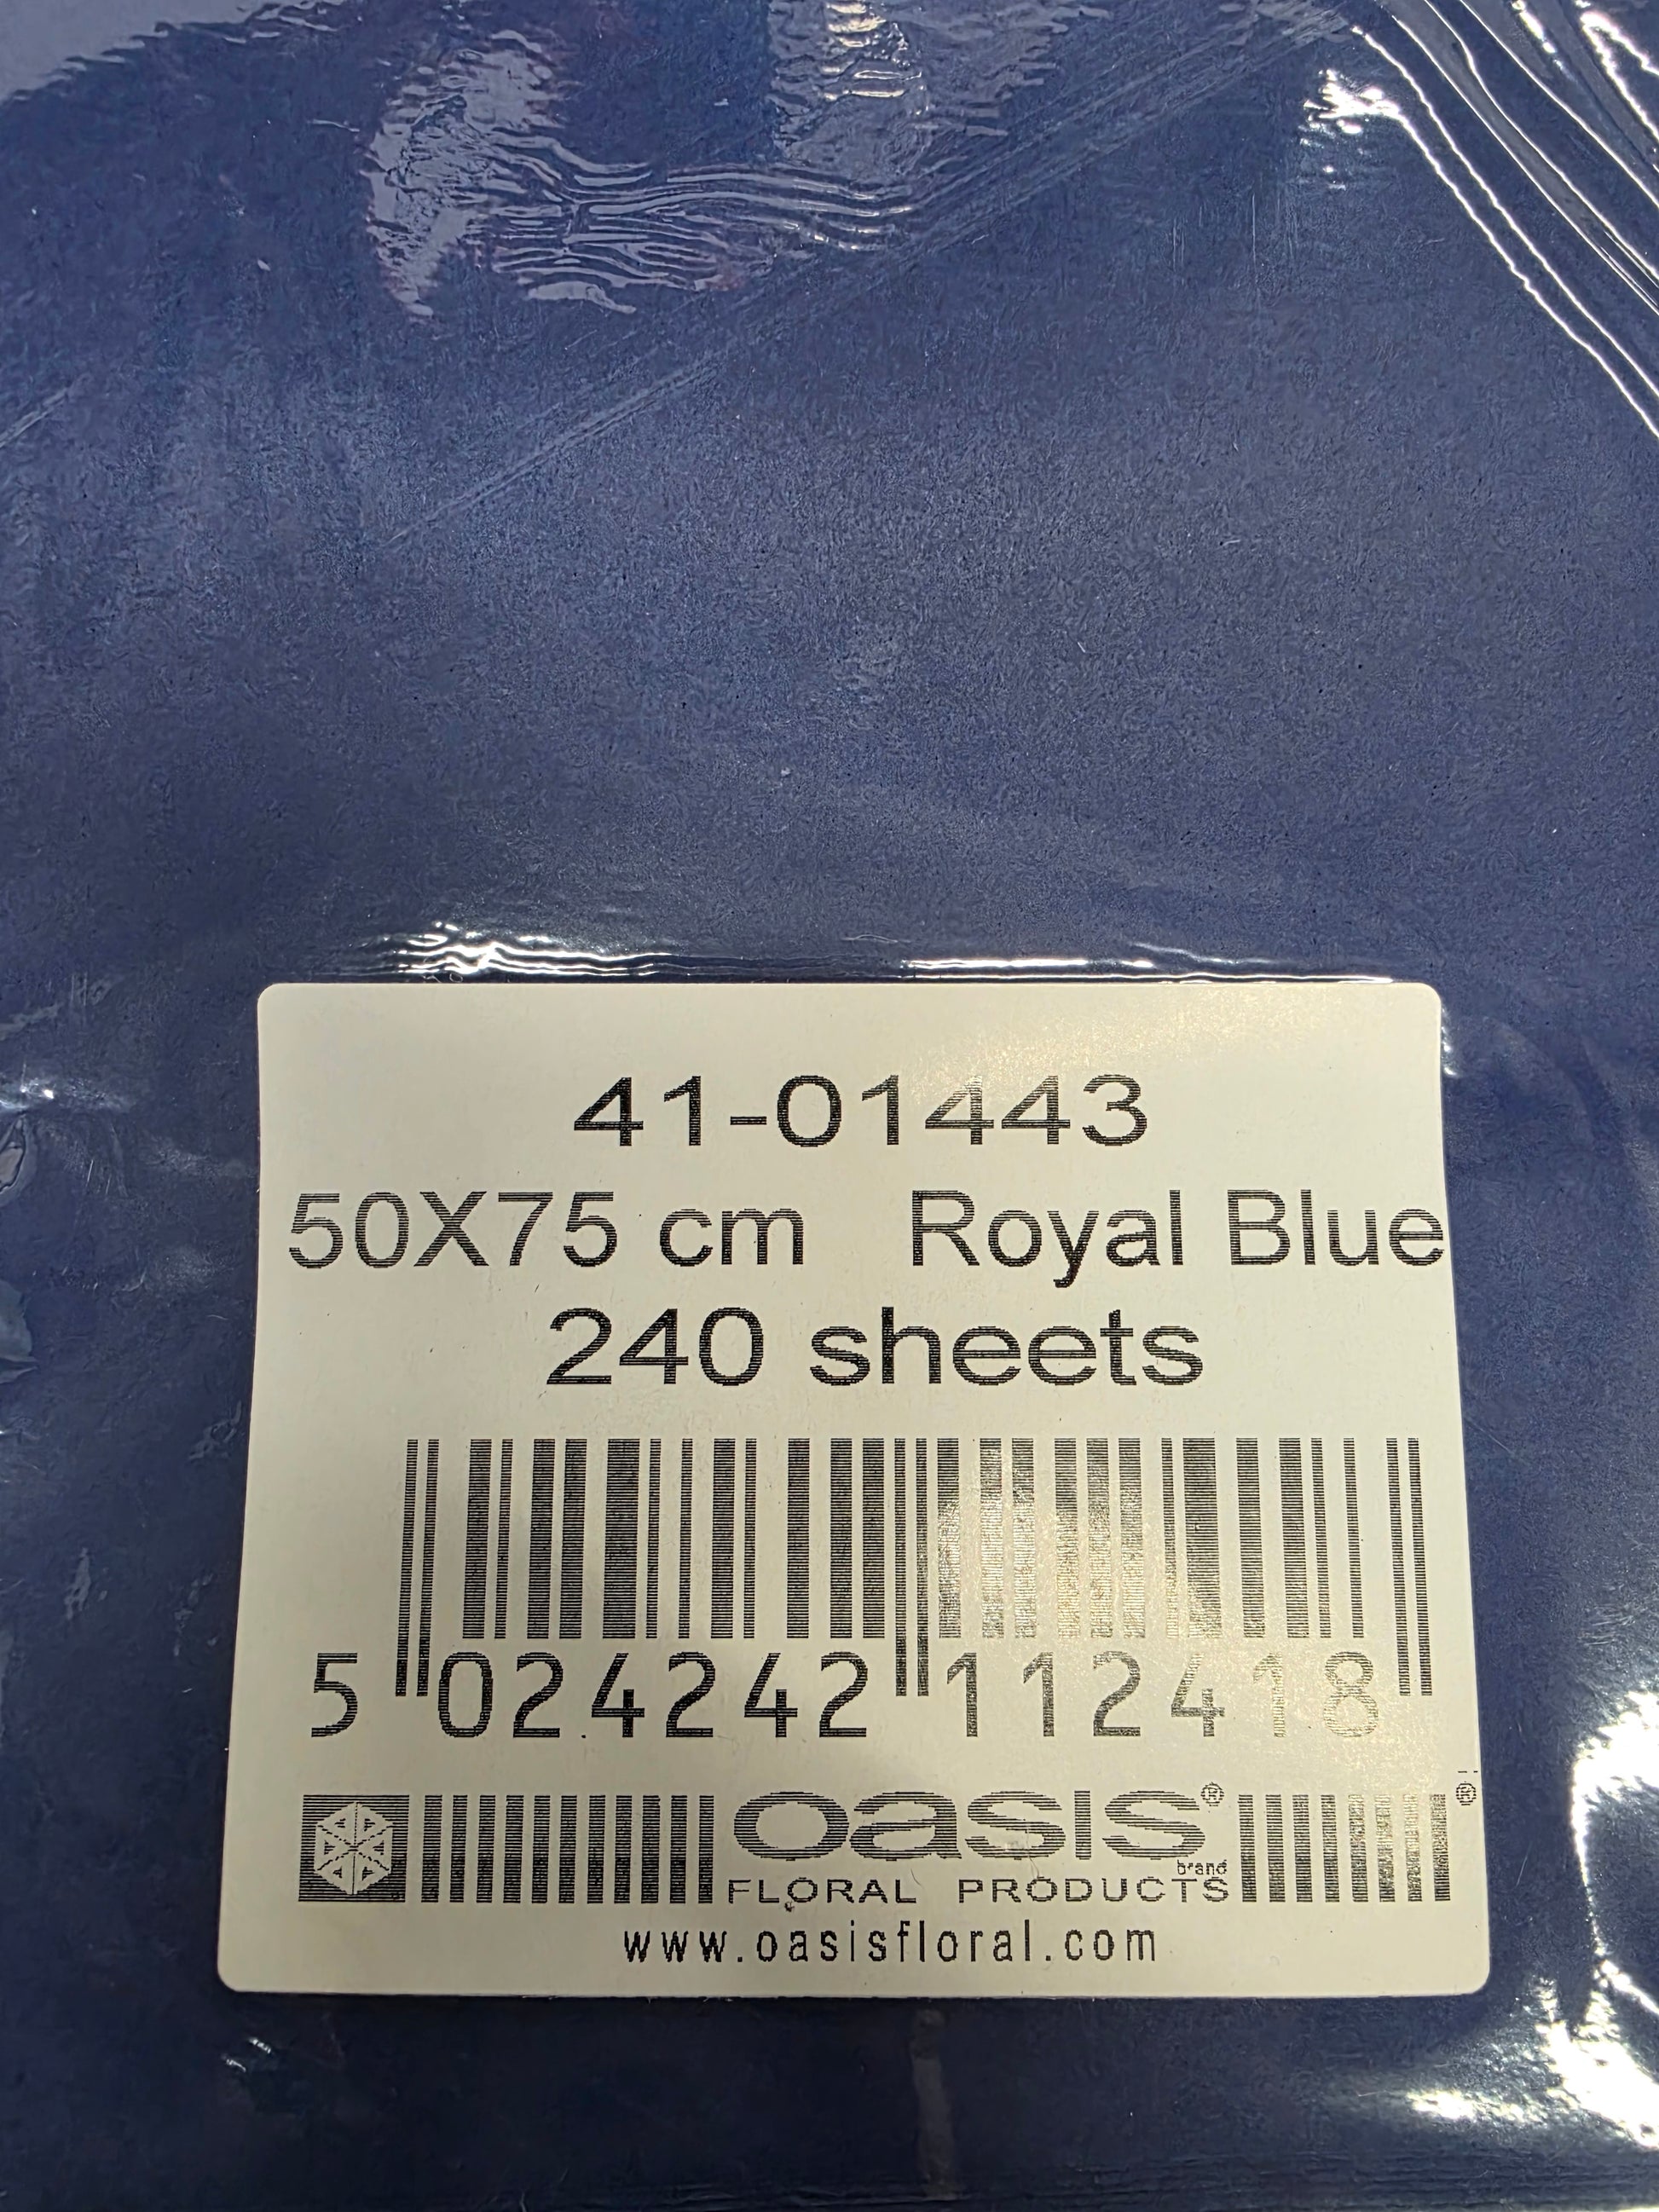 41-01443
50X75 cm Royal Blue
240 sheets
5 024242 112418
oasis®
brand
FLORAL PRODUCTS
®
www.oasisfloral.com